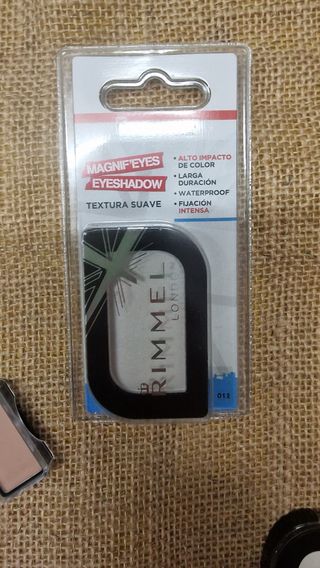 MAGNIF'EYES
EYESHADOW
TEXTURA SUAVE
• ALTO IMPACTO
DE COLOR
• LARGA
DURACIÓN
• WATERPROOF
• FIJACIÓN
INTENSA
RIMMEL
LONDON
012